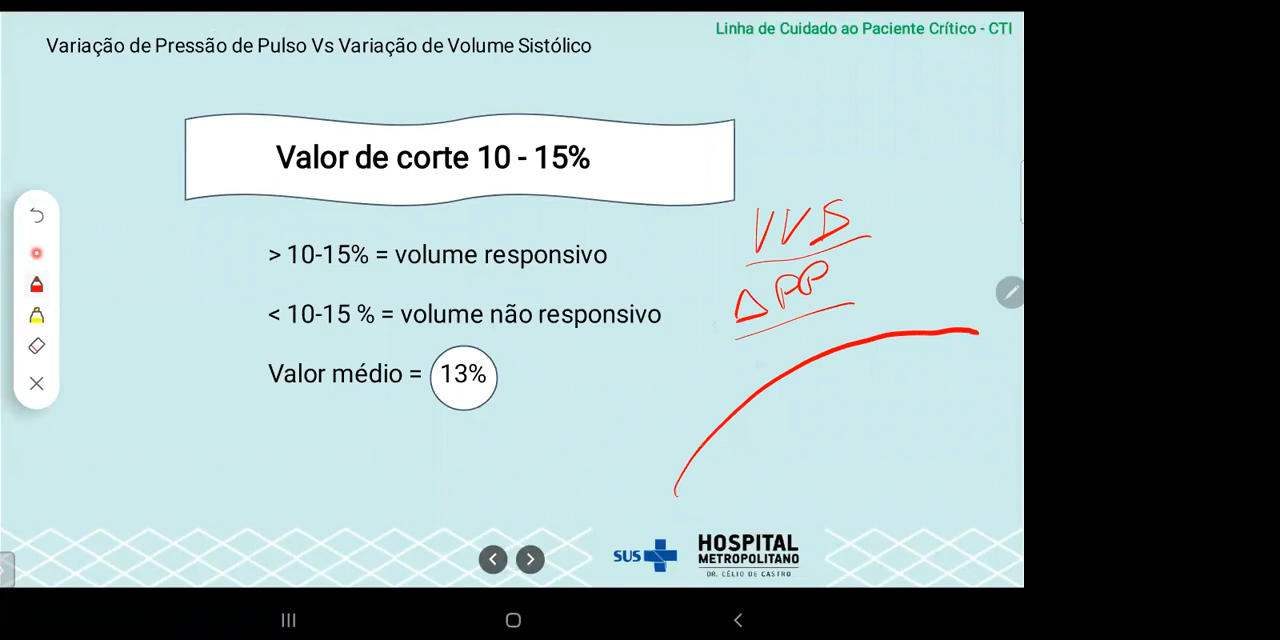 Linha de Cuidado ao Paciente Crítico - CTI
Variação de Pressão de Pulso Vs Variação de Volume Sistólico
Valor de corte 10 - 15%
> 10-15% = volume responsivo
< 10-15 % = volume não responsivo
Valor médio = 13%
VVS
Δ PP
SUS
HOSPITAL
METROPOLITANO
DR. CÉLIO DE CASTRO